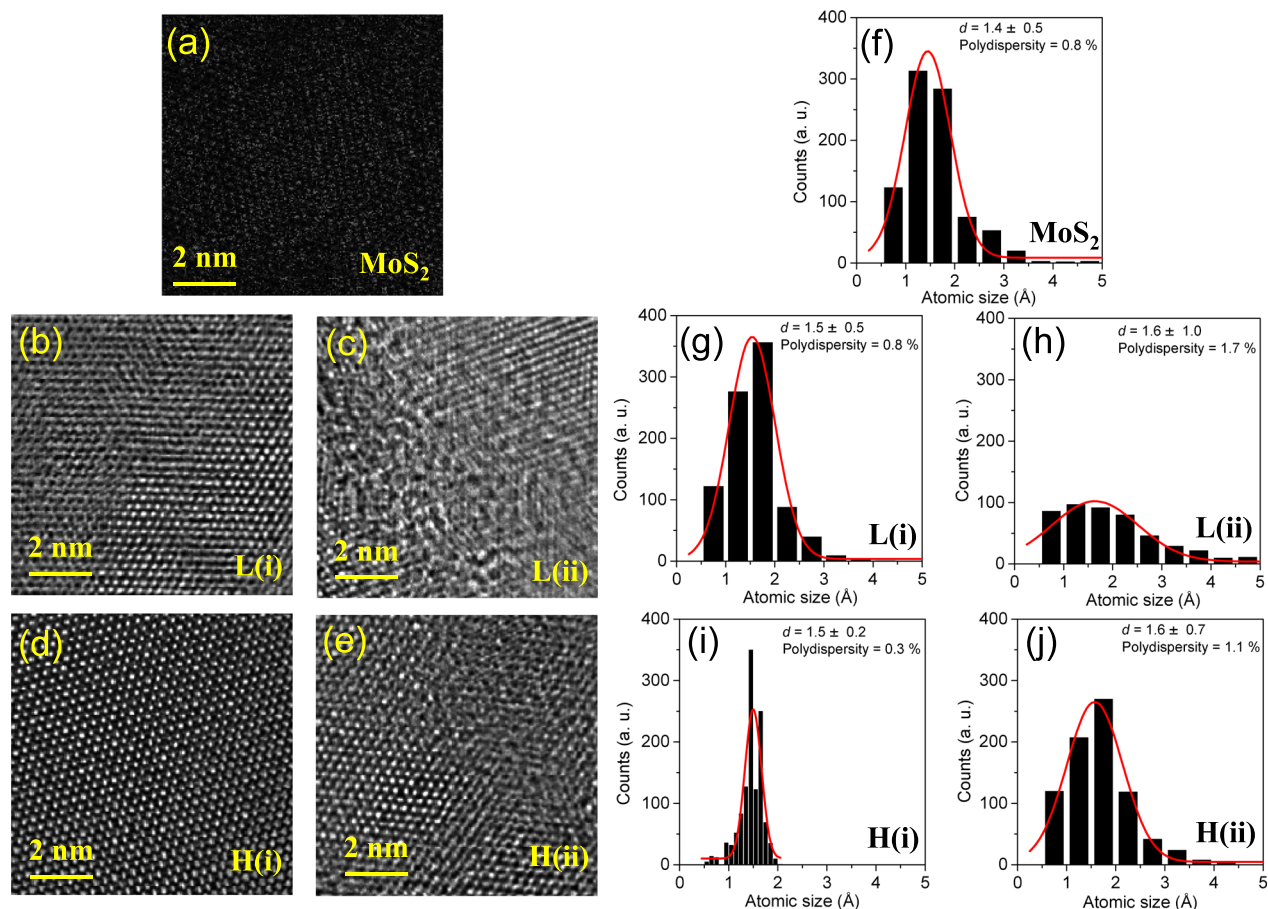 (a)
2 nm
MoS₂
(f)
d = 1.4 ± 0.5
Polydispersity = 0.8 %
MoS₂
Counts (a. u.)
400
300
200
100
0
0 1 2 3 4 5
Atomic size (Å)
(b)
2 nm
L(i)
(c)
2 nm
L(ii)
(g)
d = 1.5 ± 0.5
Polydispersity = 0.8 %
L(i)
Counts (a. u.)
400
300
200
100
0
0 1 2 3 4 5
Atomic size (Å)
(h)
d = 1.6 ± 1.0
Polydispersity = 1.7 %
L(ii)
Counts (a. u.)
400
300
200
100
0
0 1 2 3 4 5
Atomic size (Å)
(d)
2 nm
H(i)
(e)
2 nm
H(ii)
(i)
d = 1.5 ± 0.2
Polydispersity = 0.3 %
H(i)
Counts (a. u.)
400
300
200
100
0
0 1 2 3 4 5
Atomic size (Å)
(j)
d = 1.6 ± 0.7
Polydispersity = 1.1 %
H(ii)
Counts (a. u.)
400
300
200
100
0
0 1 2 3 4 5
Atomic size (Å)